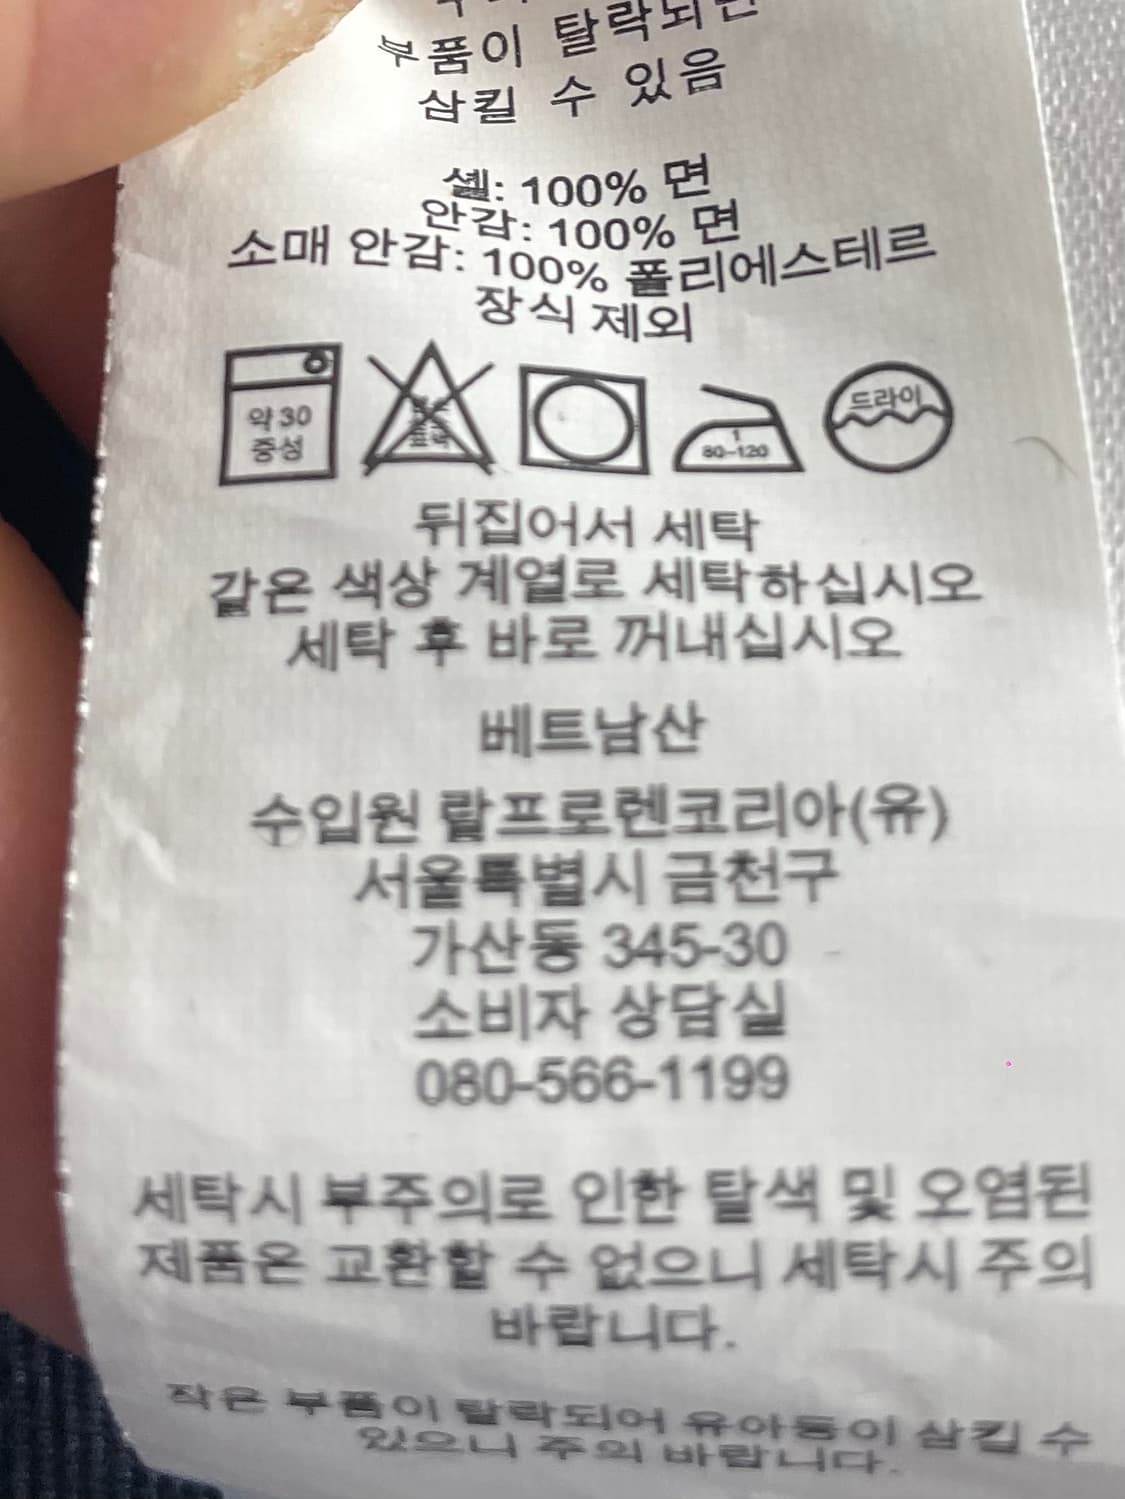 부품이 탈락되면
삼킬 수 있음
셸: 100% 면
안감: 100% 면
소매 안감: 100% 폴리에스테르
장식 제외
약 30
중성
1
80-120
드라이
뒤집어서 세탁
같은 색상 계열로 세탁하십시오
세탁 후 바로 꺼내십시오
베트남산
수입원 랄프로렌코리아(유)
서울특별시 금천구
가산동 345-30
소비자 상담실
080-566-1199
세탁시 부주의로 인한 탈색 및 오염된
제품은 교환할 수 없으니 세탁시 주의
바랍니다.
작은 부품이 탈락되어 유아동이 삼킬 수
있으니 주의 바랍니다.